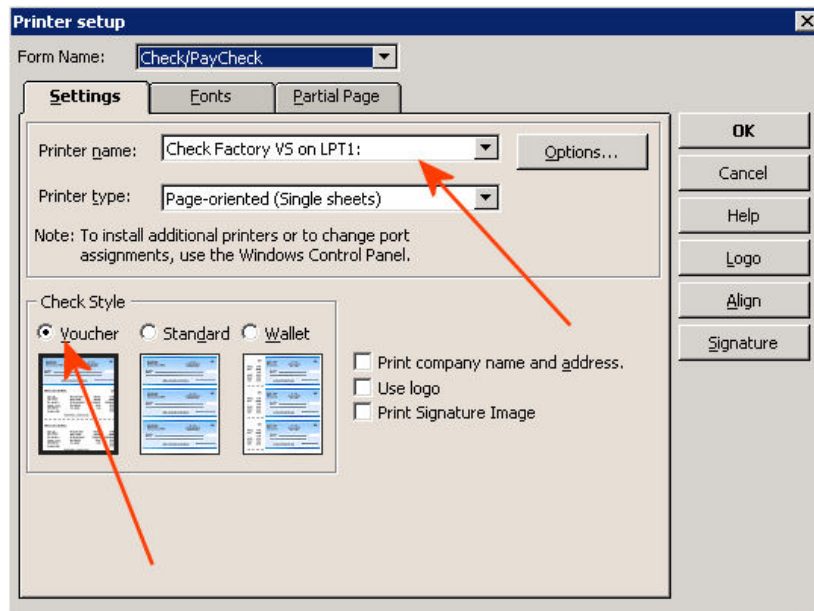 Printer setup
Form Name: Check/PayCheck
Settings Fonts Partial Page
Printer name: Check Factory VS on LPT1: Options...
Printer type: Page-oriented (Single sheets)
Note: To install additional printers or to change port
assignments, use the Windows Control Panel.
Check Style
Voucher Standard Wallet
Print company name and address.
Use logo
Print Signature Image
OK
Cancel
Help
Logo
Align
Signature